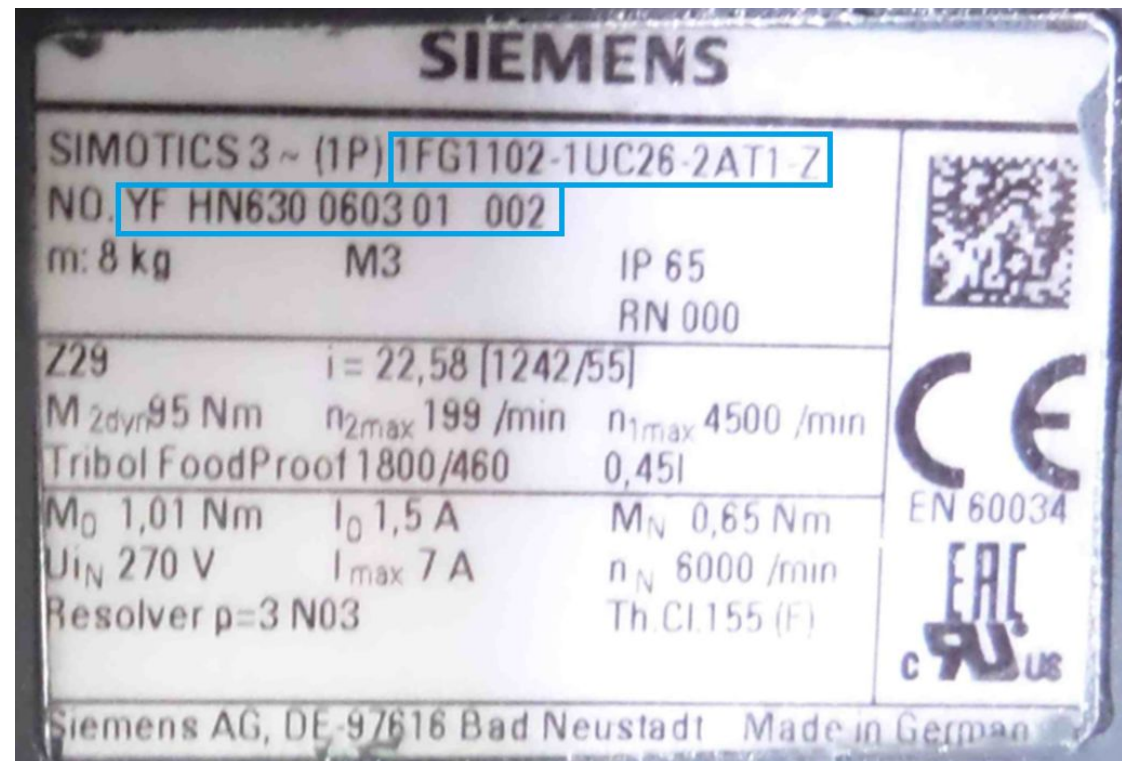 SIEMENS
SIMOTICS 3 ~ (1P) 1FG1102-1UC26-2AT1-Z
NO. YF HN630 0603 01 002
m: 8 kg M3 IP 65
RN 000
Z29 i = 22,58 [1242/55]
M 2dyn 95 Nm n2max 199 /min n1max 4500 /min
Tribol FoodProof 1800/460 0,45l
M0 1,01 Nm I0 1,5 A MN 0,65 Nm
UiN 270 V Imax 7 A nN 6000 /min
Resolver p=3 N03 Th.Cl.155 (F)
Siemens AG, DE-97616 Bad Neustadt Made in German
CE
EN 60034
EAC
c RU US